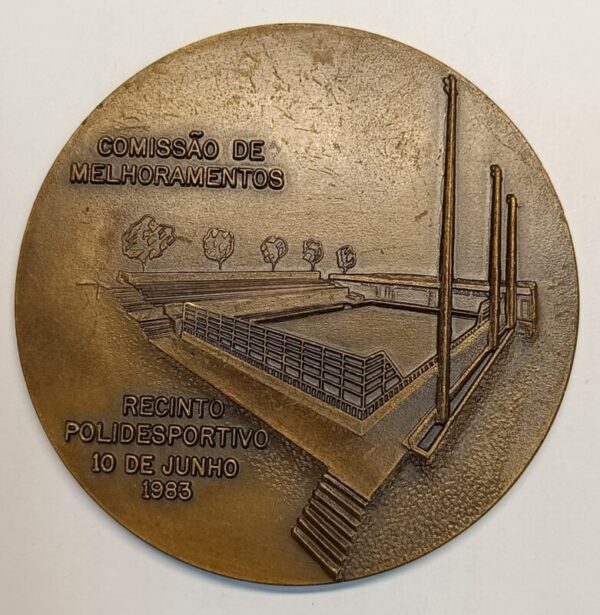 COMISSÃO DE
MELHORAMENTOS
RECINTO
POLIDESPORTIVO
10 DE JUNHO
1983